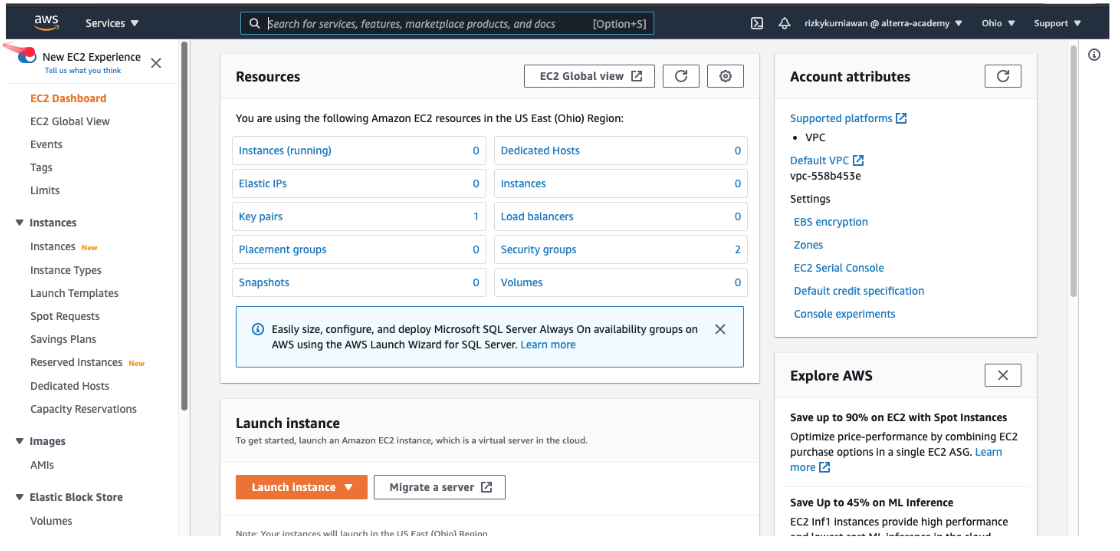 aws
Services
Search for services, features, marketplace products, and docs
[Option+S]
rizkykurniawan @ alterra-academy
Ohio
Support
New EC2 Experience
Tell us what you think
EC2 Dashboard
EC2 Global View
Events
Tags
Limits
Instances
Instances New
Instance Types
Launch Templates
Spot Requests
Savings Plans
Reserved Instances New
Dedicated Hosts
Capacity Reservations
Images
AMIs
Elastic Block Store
Volumes
Resources
EC2 Global view
You are using the following Amazon EC2 resources in the US East (Ohio) Region:
Instances (running) 0
Dedicated Hosts 0
Elastic IPs 0
Instances 0
Key pairs 1
Load balancers 0
Placement groups 0
Security groups 2
Snapshots 0
Volumes 0
Easily size, configure, and deploy Microsoft SQL Server Always On availability groups on
AWS using the AWS Launch Wizard for SQL Server. Learn more
Launch instance
To get started, launch an Amazon EC2 instance, which is a virtual server in the cloud.
Launch instance
Migrate a server
Note: Your instances will launch in the US East (Ohio) Region
Account attributes
Supported platforms
• VPC
Default VPC
vpc-558b453e
Settings
EBS encryption
Zones
EC2 Serial Console
Default credit specification
Console experiments
Explore AWS
Save up to 90% on EC2 with Spot Instances
Optimize price-performance by combining EC2
purchase options in a single EC2 ASG. Learn
more
Save Up to 45% on ML Inference
EC2 Inf1 instances provide high performance
and lowest cost ML inference in the cloud